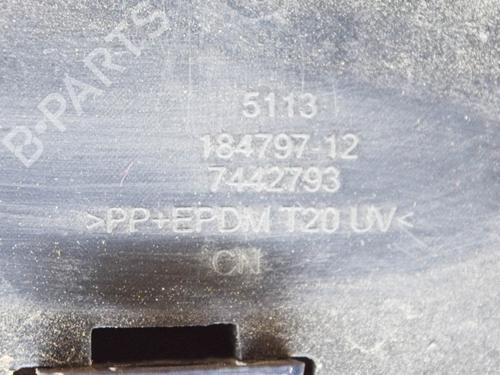 B-PARTS
5113
184797-12
7442793
>PP+EPDM T20 UV<
CN